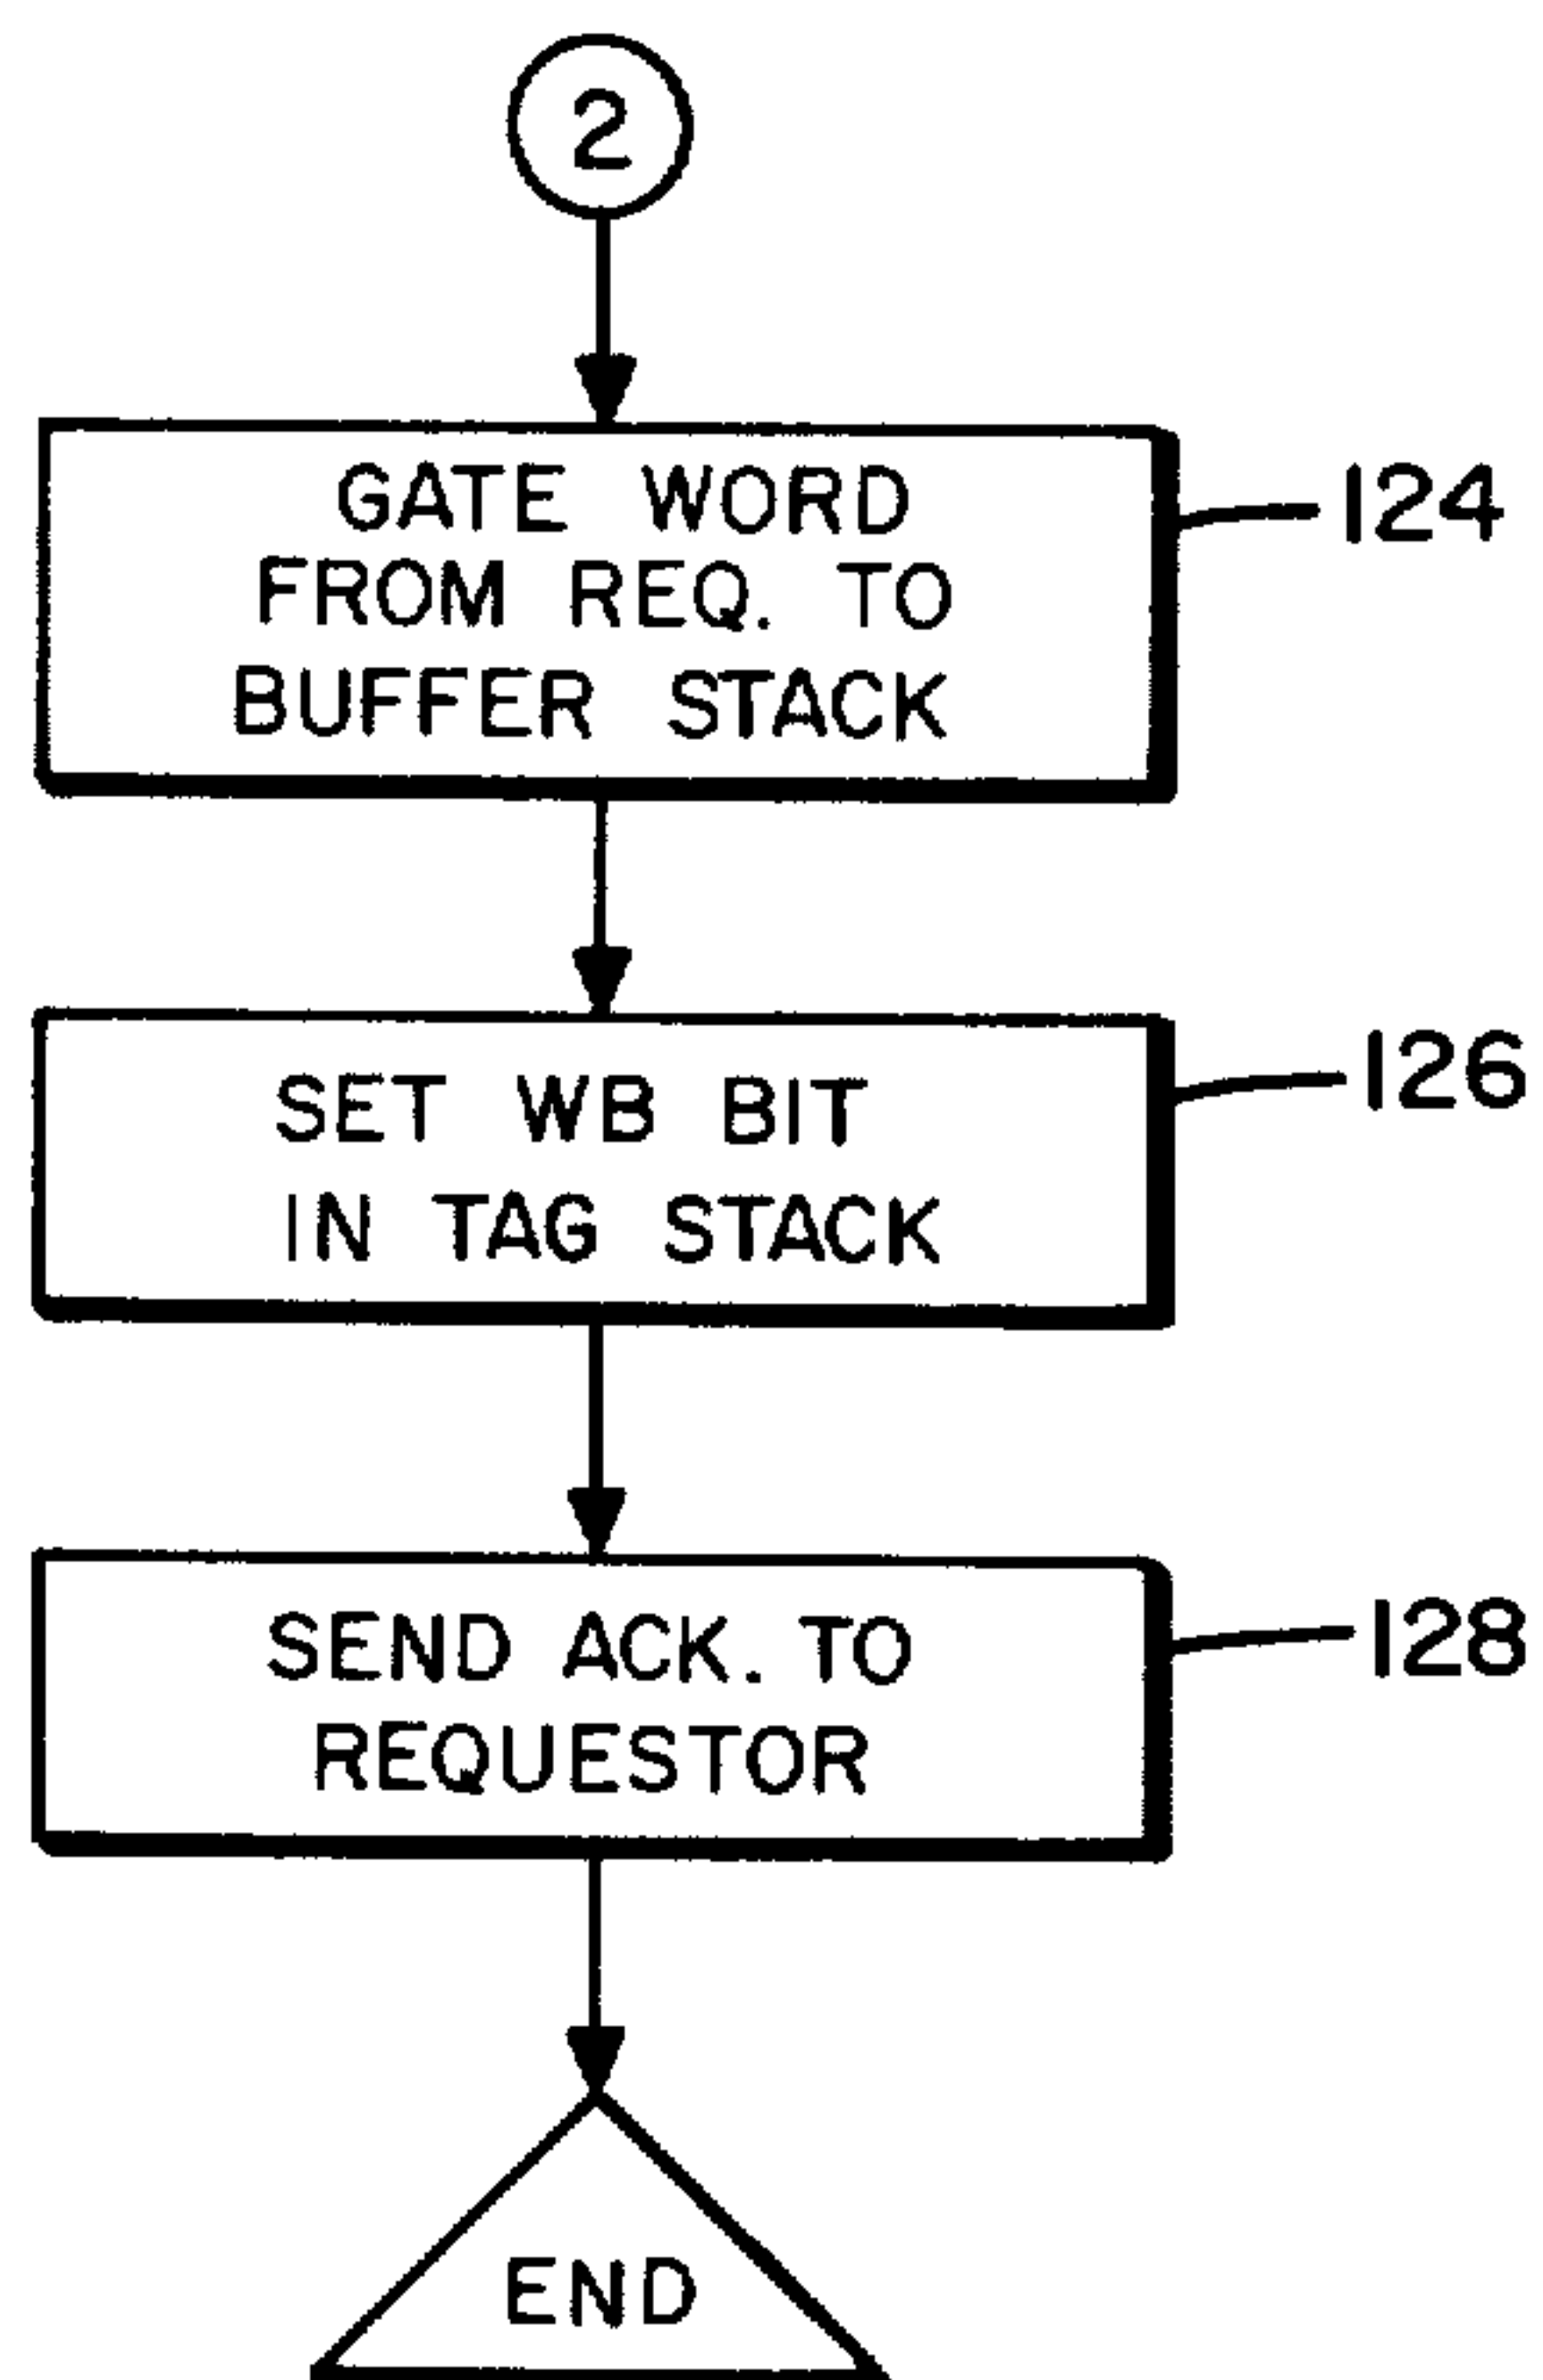 2
GATE WORD
FROM REQ. TO
BUFFER STACK
124
SET WB BIT
IN TAG STACK
126
SEND ACK. TO
REQUESTOR
128
END